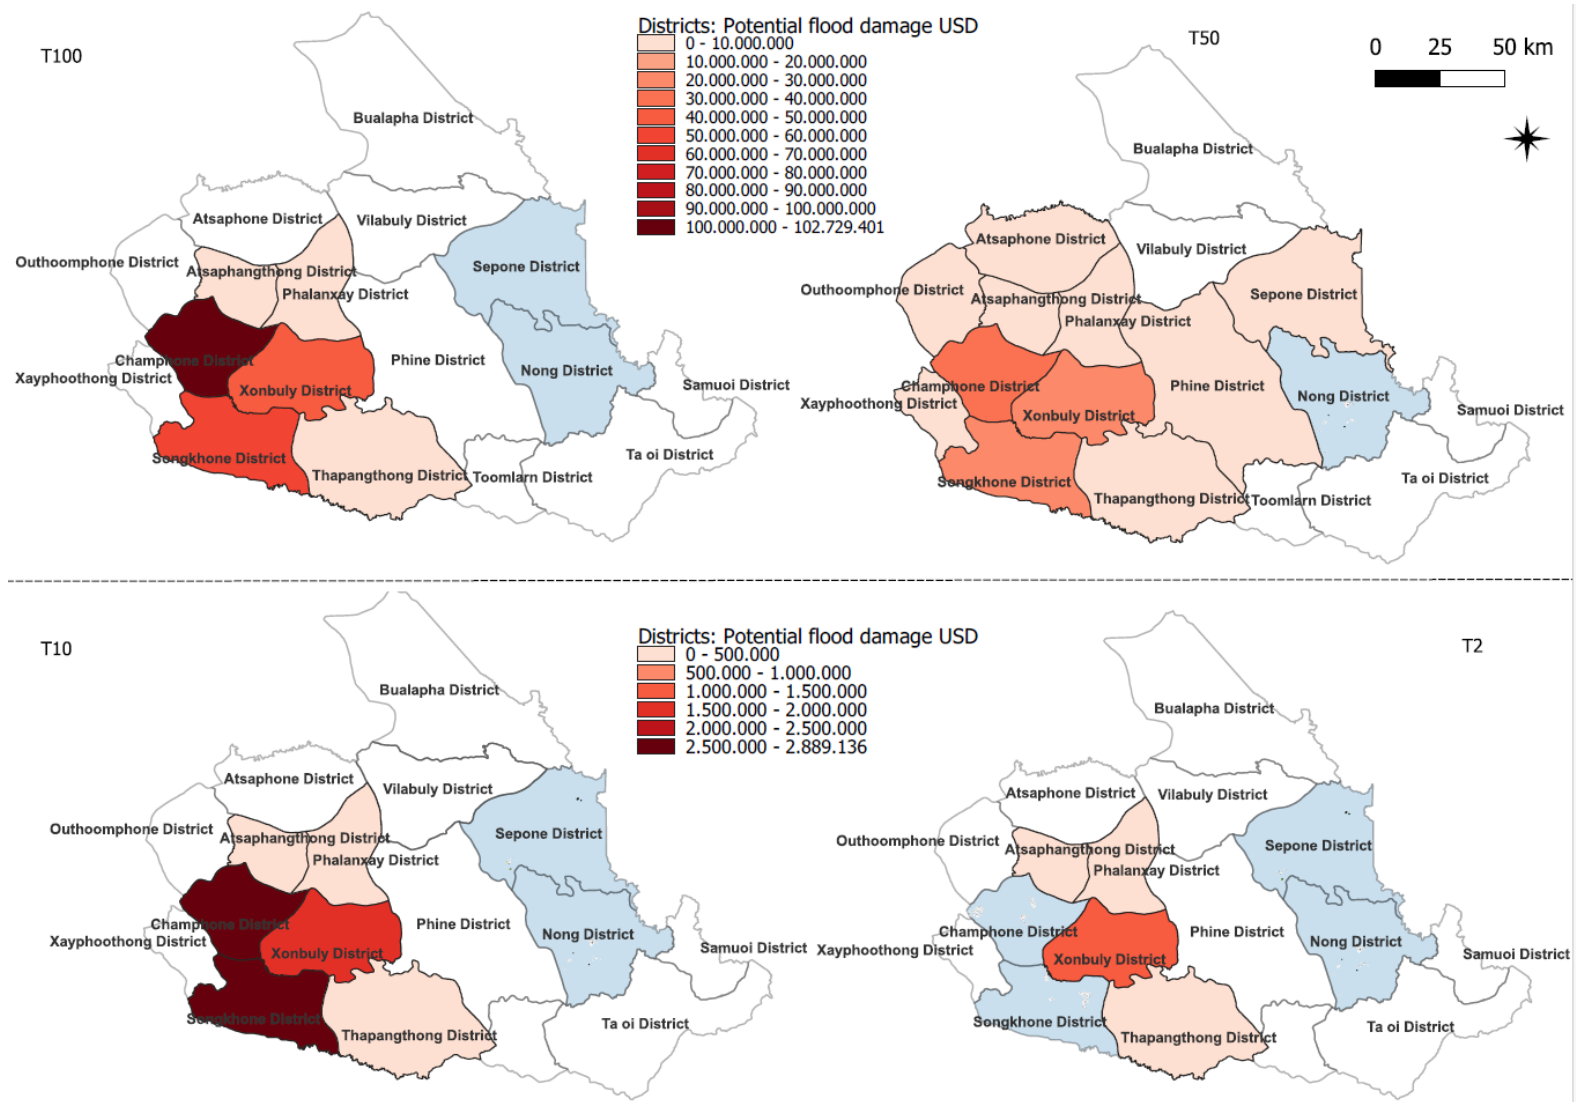 T100
Districts: Potential flood damage USD
0 - 10.000.000
10.000.000 - 20.000.000
20.000.000 - 30.000.000
30.000.000 - 40.000.000
40.000.000 - 50.000.000
50.000.000 - 60.000.000
60.000.000 - 70.000.000
70.000.000 - 80.000.000
80.000.000 - 90.000.000
90.000.000 - 100.000.000
100.000.000 - 102.729.401
T50
0 25 50 km
Bualapha District
Atsaphone District
Vilabuly District
Outhoomphone District
Atsaphangthong District
Sepone District
Phalanxay District
Champhone District
Phine District
Xayphoothong District
Nong District
Xonbuly District
Samuoi District
Songkhone District
Ta oi District
Thapangthong District
Toomlarn District
Bualapha District
Atsaphone District
Vilabuly District
Outhoomphone District
Atsaphangthong District
Sepone District
Phalanxay District
Champhone District
Phine District
Xayphoothong District
Nong District
Xonbuly District
Samuoi District
Songkhone District
Ta oi District
Thapangthong District
Toomlarn District
T10
Districts: Potential flood damage USD
0 - 500.000
500.000 - 1.000.000
1.000.000 - 1.500.000
1.500.000 - 2.000.000
2.000.000 - 2.500.000
2.500.000 - 2.889.136
T2
Bualapha District
Atsaphone District
Vilabuly District
Outhoomphone District
Atsaphangthong District
Sepone District
Phalanxay District
Champhone District
Phine District
Xayphoothong District
Nong District
Xonbuly District
Samuoi District
Songkhone District
Ta oi District
Thapangthong District
Bualapha District
Atsaphone District
Vilabuly District
Outhoomphone District
Atsaphangthong District
Sepone District
Phalanxay District
Champhone District
Phine District
Xayphoothong District
Nong District
Xonbuly District
Samuoi District
Songkhone District
Ta oi District
Thapangthong District